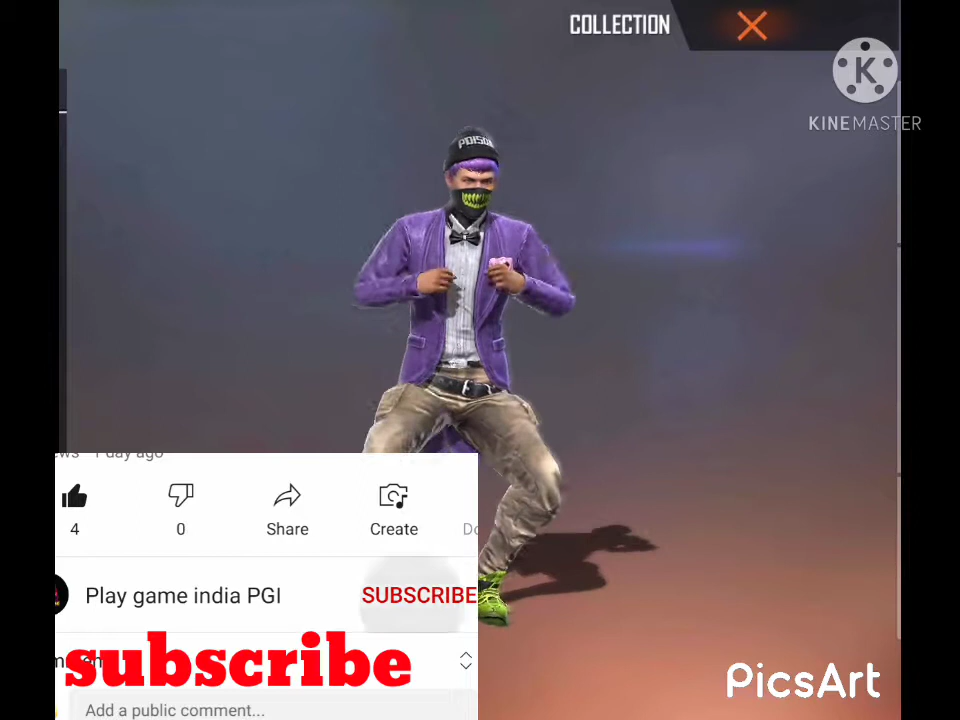 COLLECTION
K
KINEMASTER
POISON
1 day ago
4
0
Share
Create
Play game india PGI
SUBSCRIBE
subscribe
Add a public comment...
PicsArt